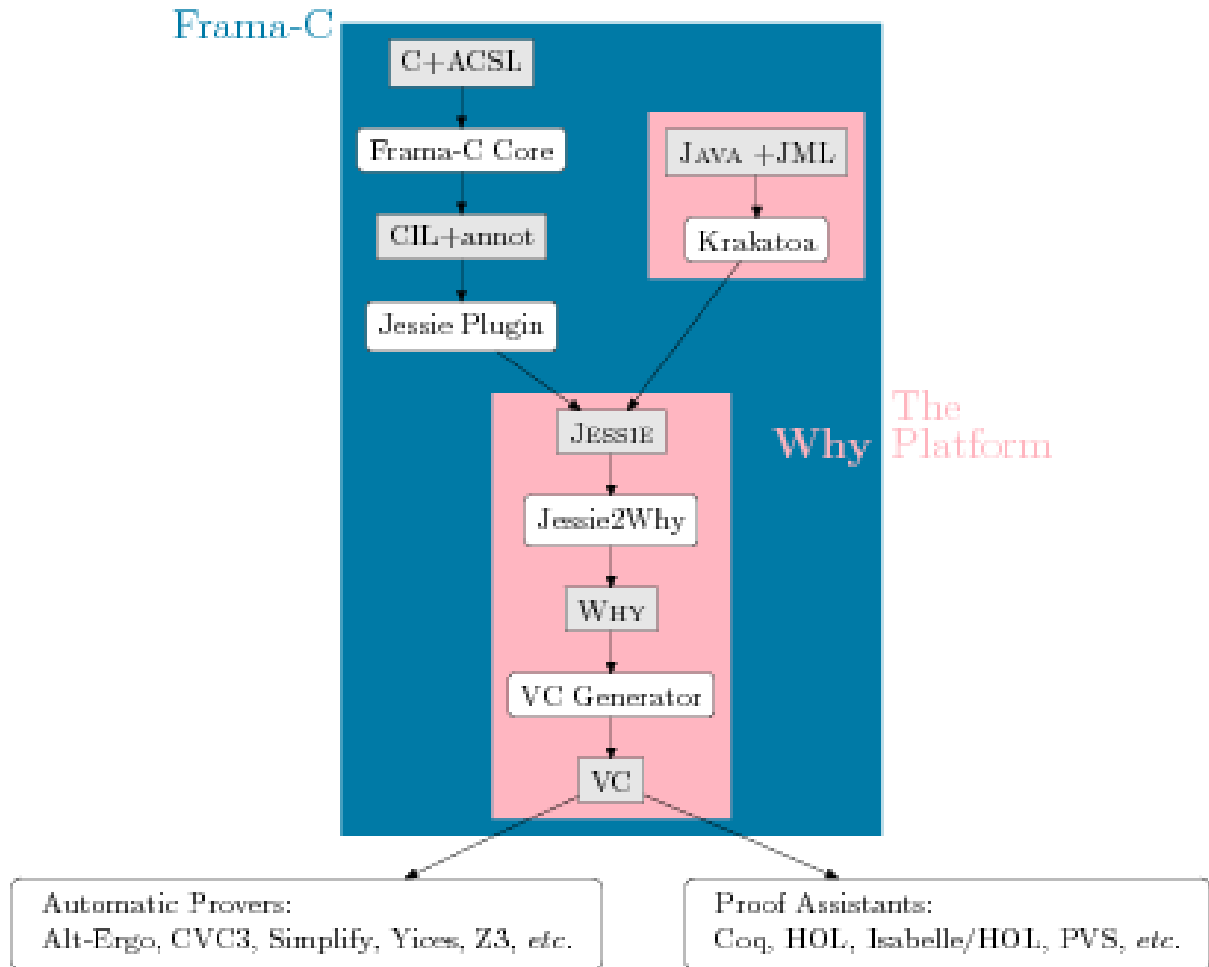 Frama-C
C+ACSL
Frama-C Core
JAVA +JML
CIL+annot
Krakatoa
Jessie Plugin
The
Why Platform
JESSIE
Jessie2Why
WHY
VC Generator
VC
Automatic Provers:
Alt-Ergo, CVC3, Simplify, Yices, Z3, etc.
Proof Assistants:
Coq, HOL, Isabelle/HOL, PVS, etc.